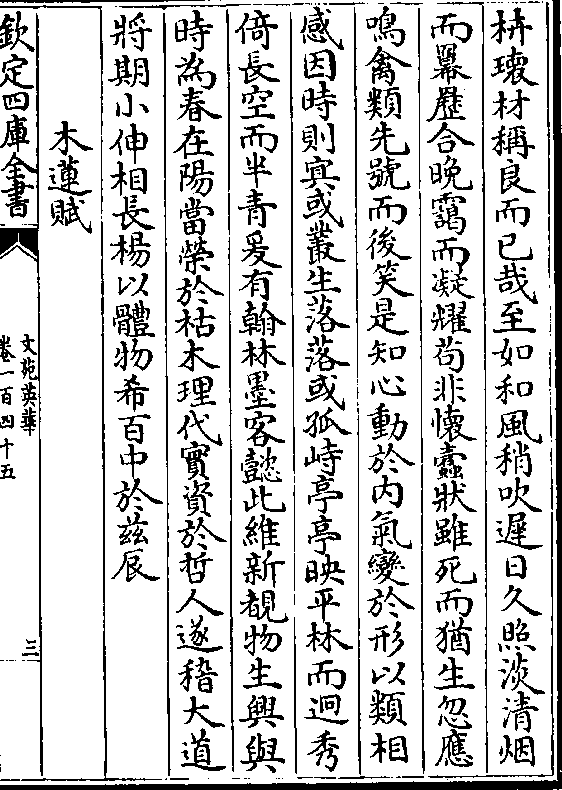 枿瓌材稱良而已哉至如和風稍吹遲日久照淡清烟
而羃歴合晚靄而凝耀苟非懷蠧狀雖死而猶生忽應
鳴禽類先號而後笑是知心動於内氣變於形以類相
感因時則㝠或叢生落落或孤峙亭亭映平林而迥秀
倚長空而半青爰有翰林墨客懿此維新覩物生興與
時為春在陽當榮於枯木理代實資於哲人遂稽大道
將期小伸相長楊以體物希百中於兹辰
木蓮賦
欽定四庫全書
文苑英華
卷一百四十五
三